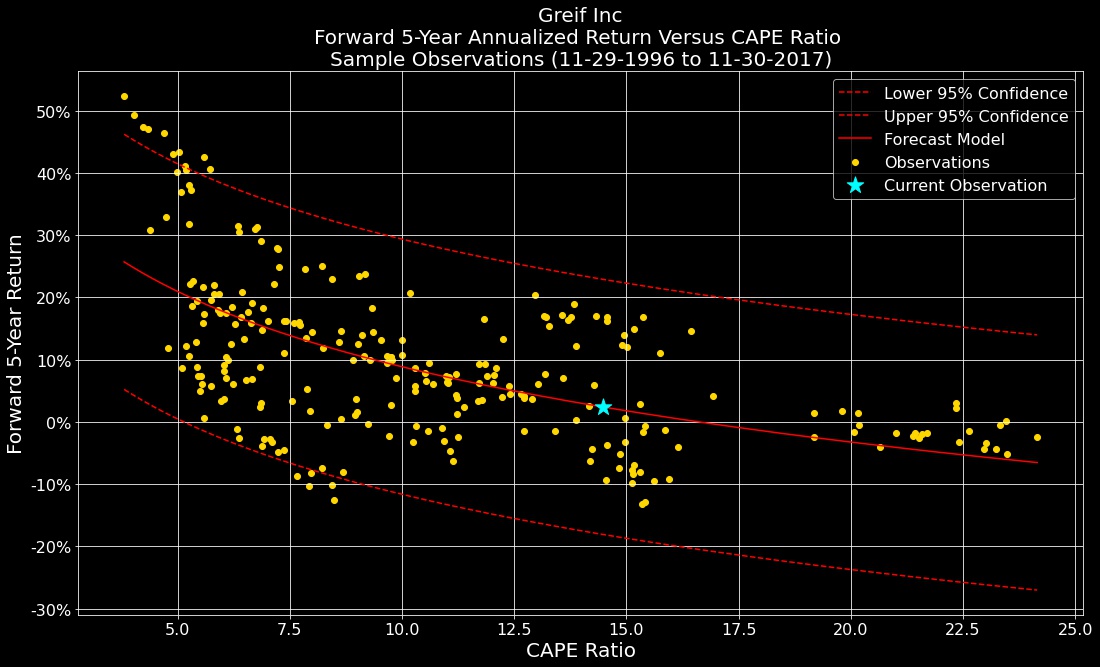 Greif Inc
Forward 5-Year Annualized Return Versus CAPE Ratio
Sample Observations (11-29-1996 to 11-30-2017)
Lower 95% Confidence
Upper 95% Confidence
Forecast Model
Observations
Current Observation
Forward 5-Year Return
50%
40%
30%
20%
10%
0%
-10%
-20%
-30%
5.0 7.5 10.0 12.5 15.0 17.5 20.0 22.5 25.0
CAPE Ratio